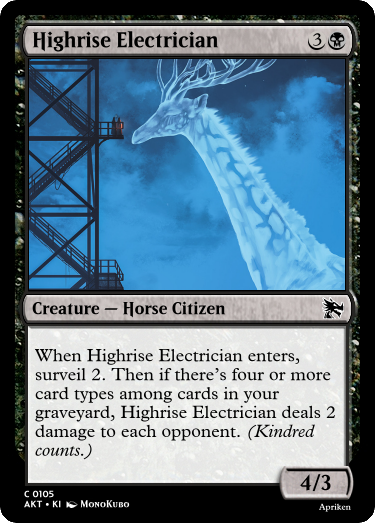 Highrise Electrician 3
Creature — Horse Citizen
When Highrise Electrician enters,
surveil 2. Then if there's four or more
card types among cards in your
graveyard, Highrise Electrician deals 2
damage to each opponent. (Kindred
counts.)
4/3
C 0105
AKT • KI MonoKubo
Apriken